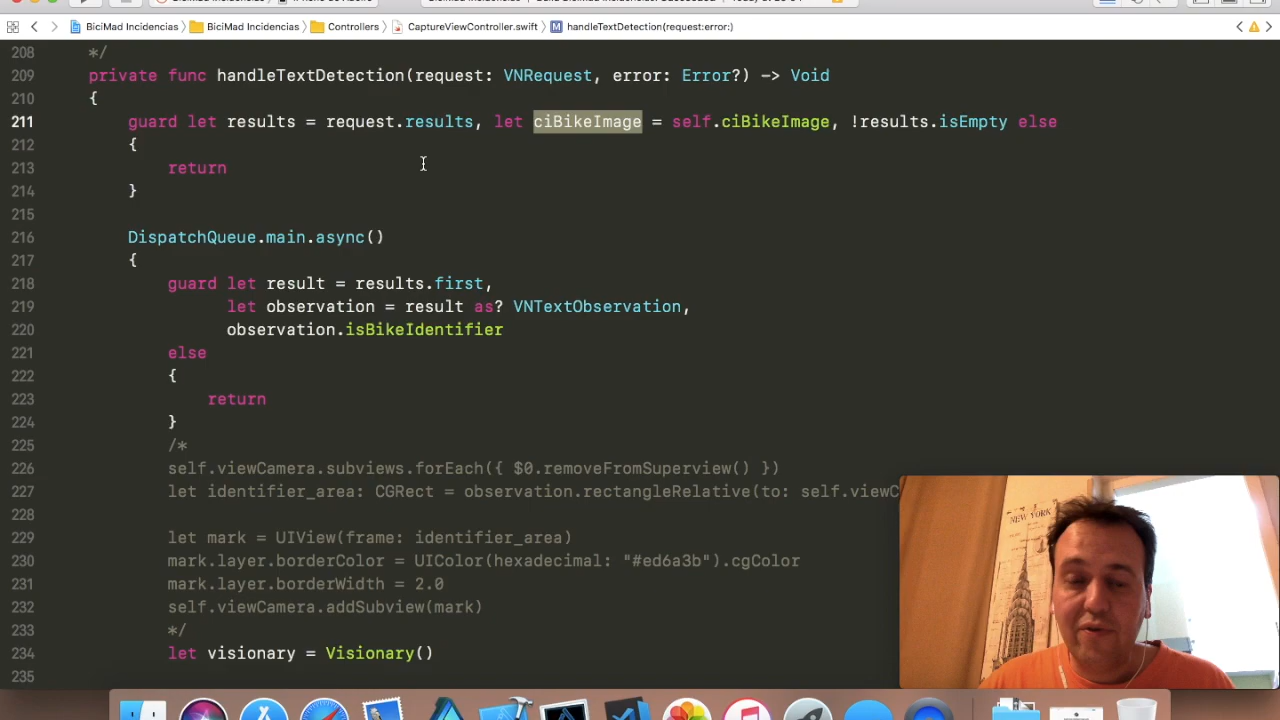 BiciMad Incidencias
BiciMad Incidencias
BiciMad Incidencias
Controllers
CaptureViewController.swift
handleTextDetection(request:error:)
208 */
209 private func handleTextDetection(request: VNRequest, error: Error?) -> Void
210 {
211 guard let results = request.results, let ciBikeImage = self.ciBikeImage, !results.isEmpty else
212 {
213 return
214 }
215
216 DispatchQueue.main.async()
217 {
218 guard let result = results.first,
219 let observation = result as? VNTextObservation,
220 observation.isBikeIdentifier
221 else
222 {
223 return
224 }
225 /*
226 self.viewCamera.subviews.forEach({ $0.removeFromSuperview() })
227 let identifier_area: CGRect = observation.rectangleRelative(to: self.viewC
228
229 let mark = UIView(frame: identifier_area)
230 mark.layer.borderColor = UIColor(hexadecimal: "#ed6a3b").cgColor
231 mark.layer.borderWidth = 2.0
232 self.viewCamera.addSubview(mark)
233 */
234 let visionary = Visionary()
235
NEW YORK